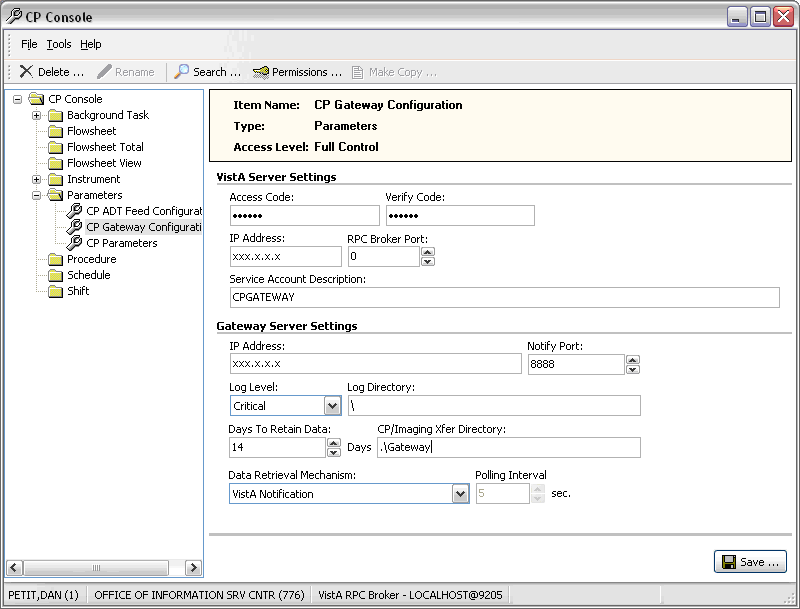 CP Console
File Tools Help
Delete ... Rename Search ... Permissions ... Make Copy ...
CP Console
Background Task
Flowsheet
Flowsheet Total
Flowsheet View
Instrument
Parameters
CP ADT Feed Configurat
CP Gateway Configurati
CP Parameters
Procedure
Schedule
Shift
Item Name: CP Gateway Configuration
Type: Parameters
Access Level: Full Control
VistA Server Settings
Access Code: Verify Code:
•••••• ••••••
IP Address: RPC Broker Port:
xxx.x.x.x 0
Service Account Description:
CPGATEWAY
Gateway Server Settings
IP Address: Notify Port:
xxx.x.x.x 8888
Log Level: Log Directory:
Critical \
Days To Retain Data: CP/Imaging Xfer Directory:
14 Days .\Gateway
Data Retrieval Mechanism: Polling Interval
VistA Notification 5 sec.
Save ...
PETIT,DAN (1) OFFICE OF INFORMATION SRV CNTR (776) VistA RPC Broker - LOCALHOST@9205